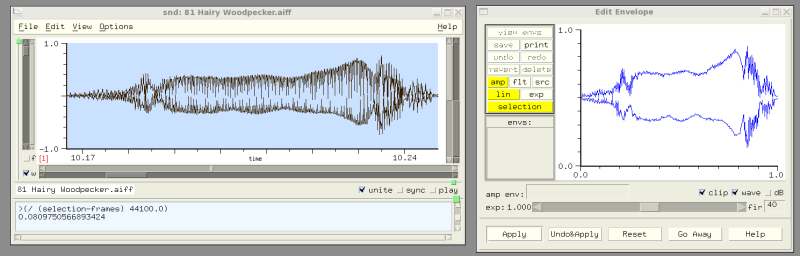 snd: 81 Hairy Woodpecker.aiff
File Edit View Options Help
1.0
-1.0
f [1] 10.17 time 10.24
w
81 Hairy Woodpecker.aiff unite sync play
>(/ (selection-frames) 44100.0)
0.0809750566893424
Edit Envelope
view envs
save print
undo redo
revert delete
amp flt src
lin exp
selection
envs:
1.0
0.0
0.0 1.0
amp env: clip wave dB
exp: 1.000 fir 40
Apply Undo&Apply Reset Go Away Help